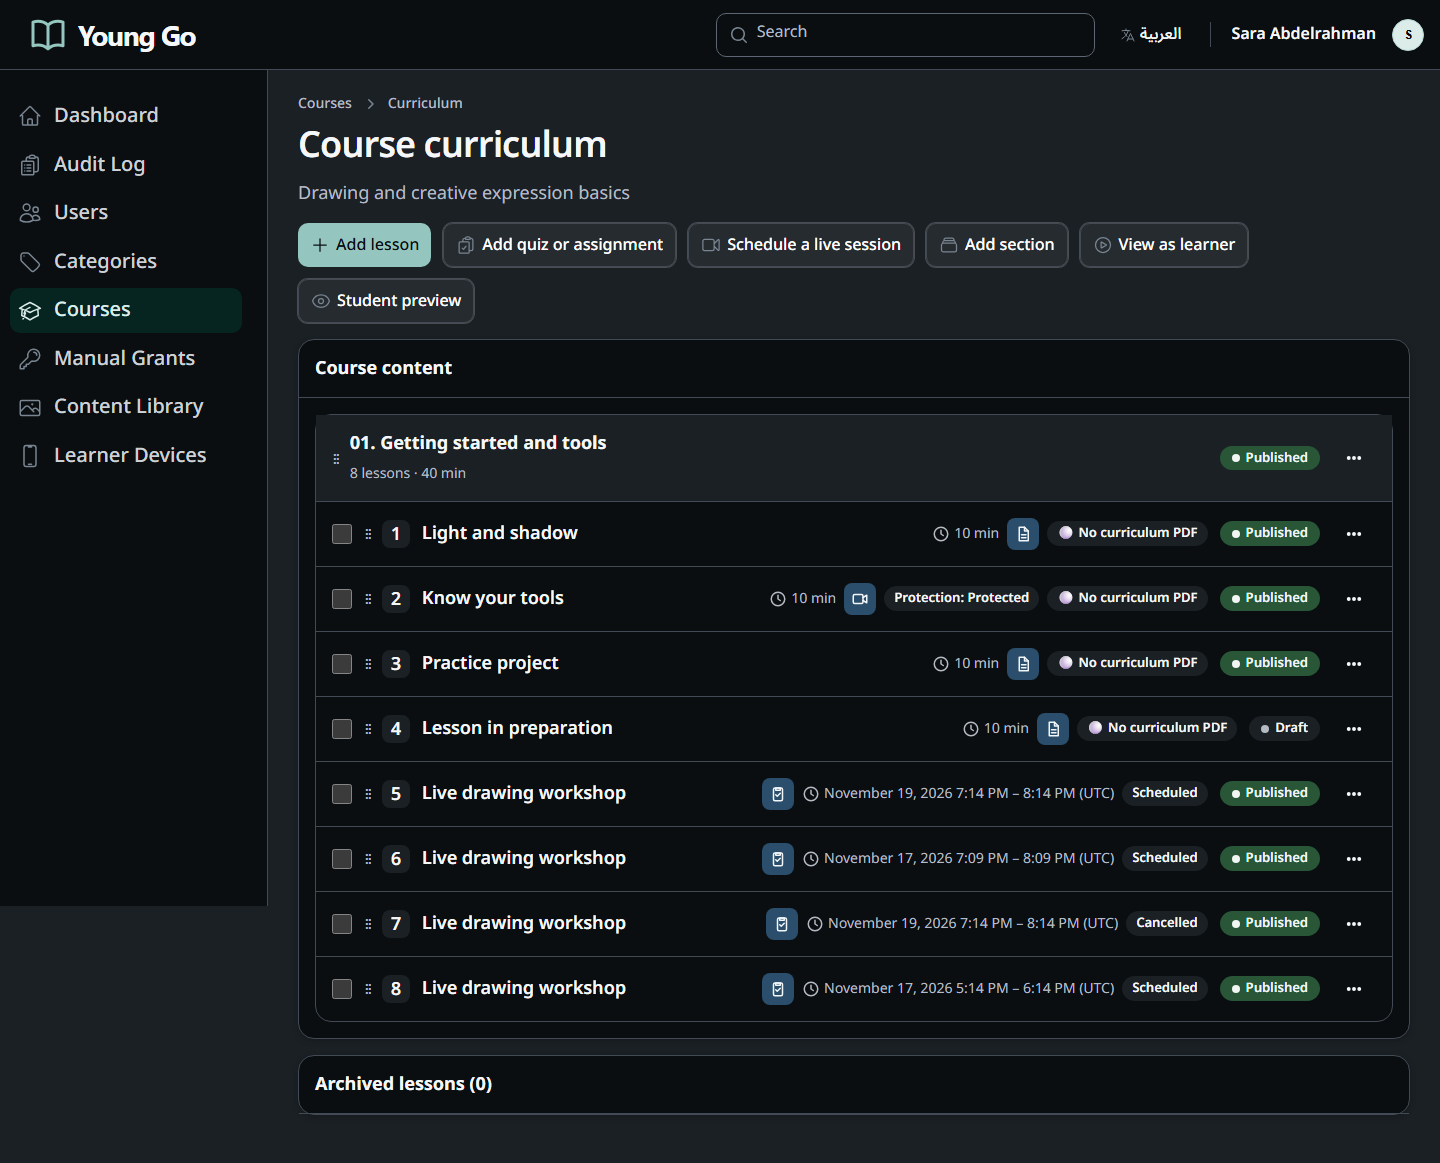 Young Go
Search
العربية
Sara Abdelrahman
S
Dashboard
Audit Log
Users
Categories
Courses
Manual Grants
Content Library
Learner Devices
Courses > Curriculum
Course curriculum
Drawing and creative expression basics
Add lesson
Add quiz or assignment
Schedule a live session
Add section
View as learner
Student preview
Course content
01. Getting started and tools
8 lessons · 40 min
Published
1 Light and shadow 10 min No curriculum PDF Published
2 Know your tools 10 min Protection: Protected No curriculum PDF Published
3 Practice project 10 min No curriculum PDF Published
4 Lesson in preparation 10 min No curriculum PDF Draft
5 Live drawing workshop November 19, 2026 7:14 PM – 8:14 PM (UTC) Scheduled Published
6 Live drawing workshop November 17, 2026 7:09 PM – 8:09 PM (UTC) Scheduled Published
7 Live drawing workshop November 19, 2026 7:14 PM – 8:14 PM (UTC) Cancelled Published
8 Live drawing workshop November 17, 2026 5:14 PM – 6:14 PM (UTC) Scheduled Published
Archived lessons (0)